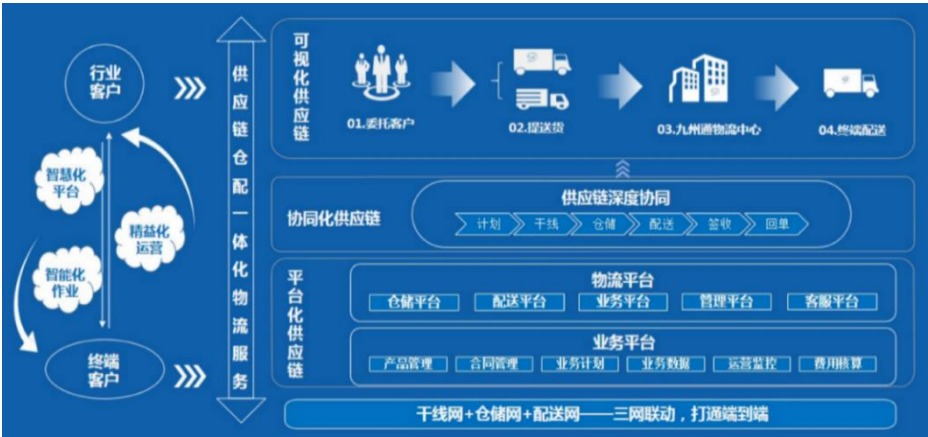 行业
客户
智慧化
平台
精益化
运营
智能化
作业
终端
客户
供应链仓配一体化物流服务
可视化供应链
01.委托客户
02.提送货
03.九州通物流中心
04.终端配送
协同化供应链
供应链深度协同
计划
干线
仓储
配送
签收
回单
平台化供应链
物流平台
仓储平台
配送平台
业务平台
管理平台
客服平台
业务平台
产品管理
合同管理
业务计划
业务数据
运营监控
费用核算
干线网+仓储网+配送网——三网联动，打通端到端